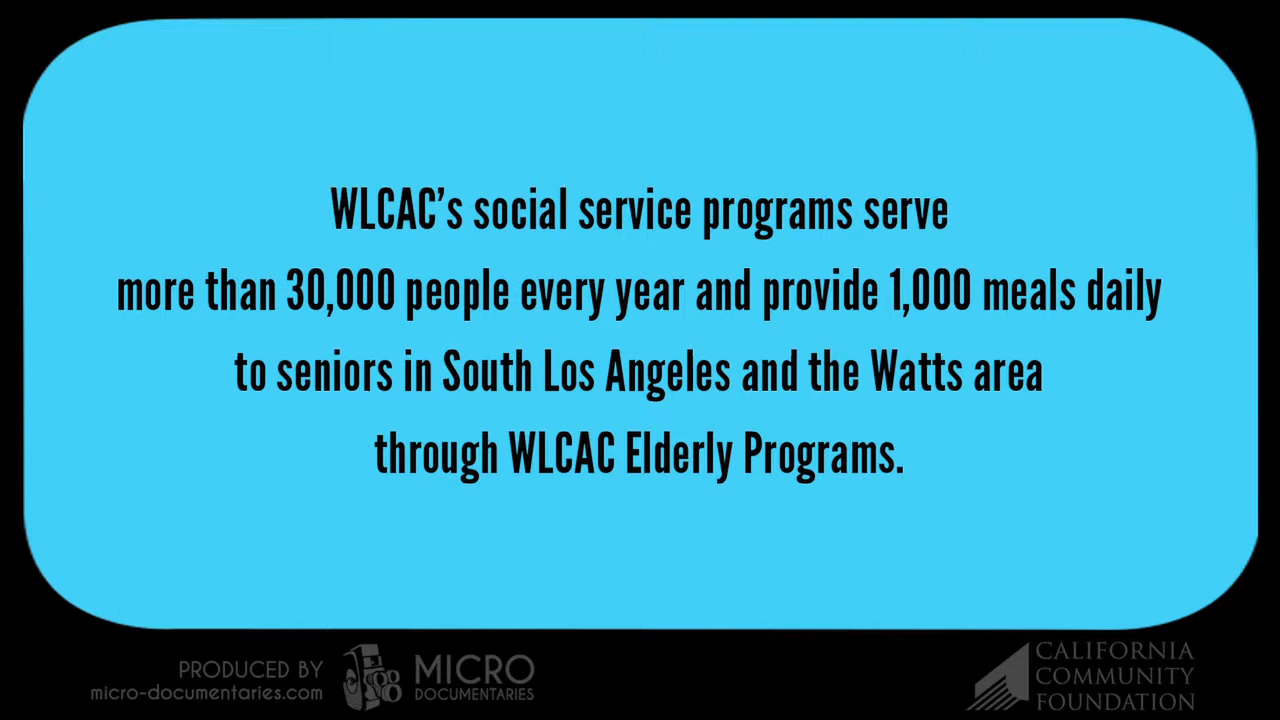 WLCAC’s social service programs serve
more than 30,000 people every year and provide 1,000 meals daily
to seniors in South Los Angeles and the Watts area
through WLCAC Elderly Programs.
PRODUCED BY
micro-documentaries.com
MICRO
DOCUMENTARIES
CALIFORNIA
COMMUNITY
FOUNDATION